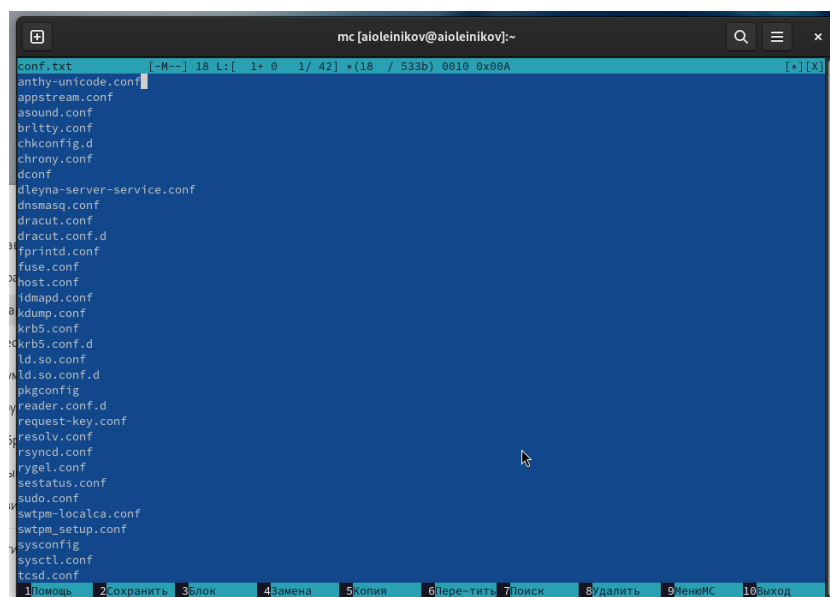 mc [aioleinikov@aioleinikov]:~
conf.txt [-M--] 18 L:[ 1+ 0 1/ 42] *(18 / 533b) 0010 0x00A [*][X]
anthy-unicode.conf
appstream.conf
asound.conf
brltty.conf
chkconfig.d
chrony.conf
dconf
dleyna-server-service.conf
dnsmasq.conf
dracut.conf
dracut.conf.d
fprintd.conf
fuse.conf
host.conf
idmapd.conf
kdump.conf
krb5.conf
krb5.conf.d
ld.so.conf
ld.so.conf.d
pkgconfig
reader.conf.d
request-key.conf
resolv.conf
rsyncd.conf
rygel.conf
sestatus.conf
sudo.conf
swtpm-localca.conf
swtpm_setup.conf
sysconfig
sysctl.conf
tcsd.conf
1Помощь 2Сохранить 3Блок 4Замена 5Копия 6Пере~тить 7Поиск 8Удалить 9МенюMC 10Выход